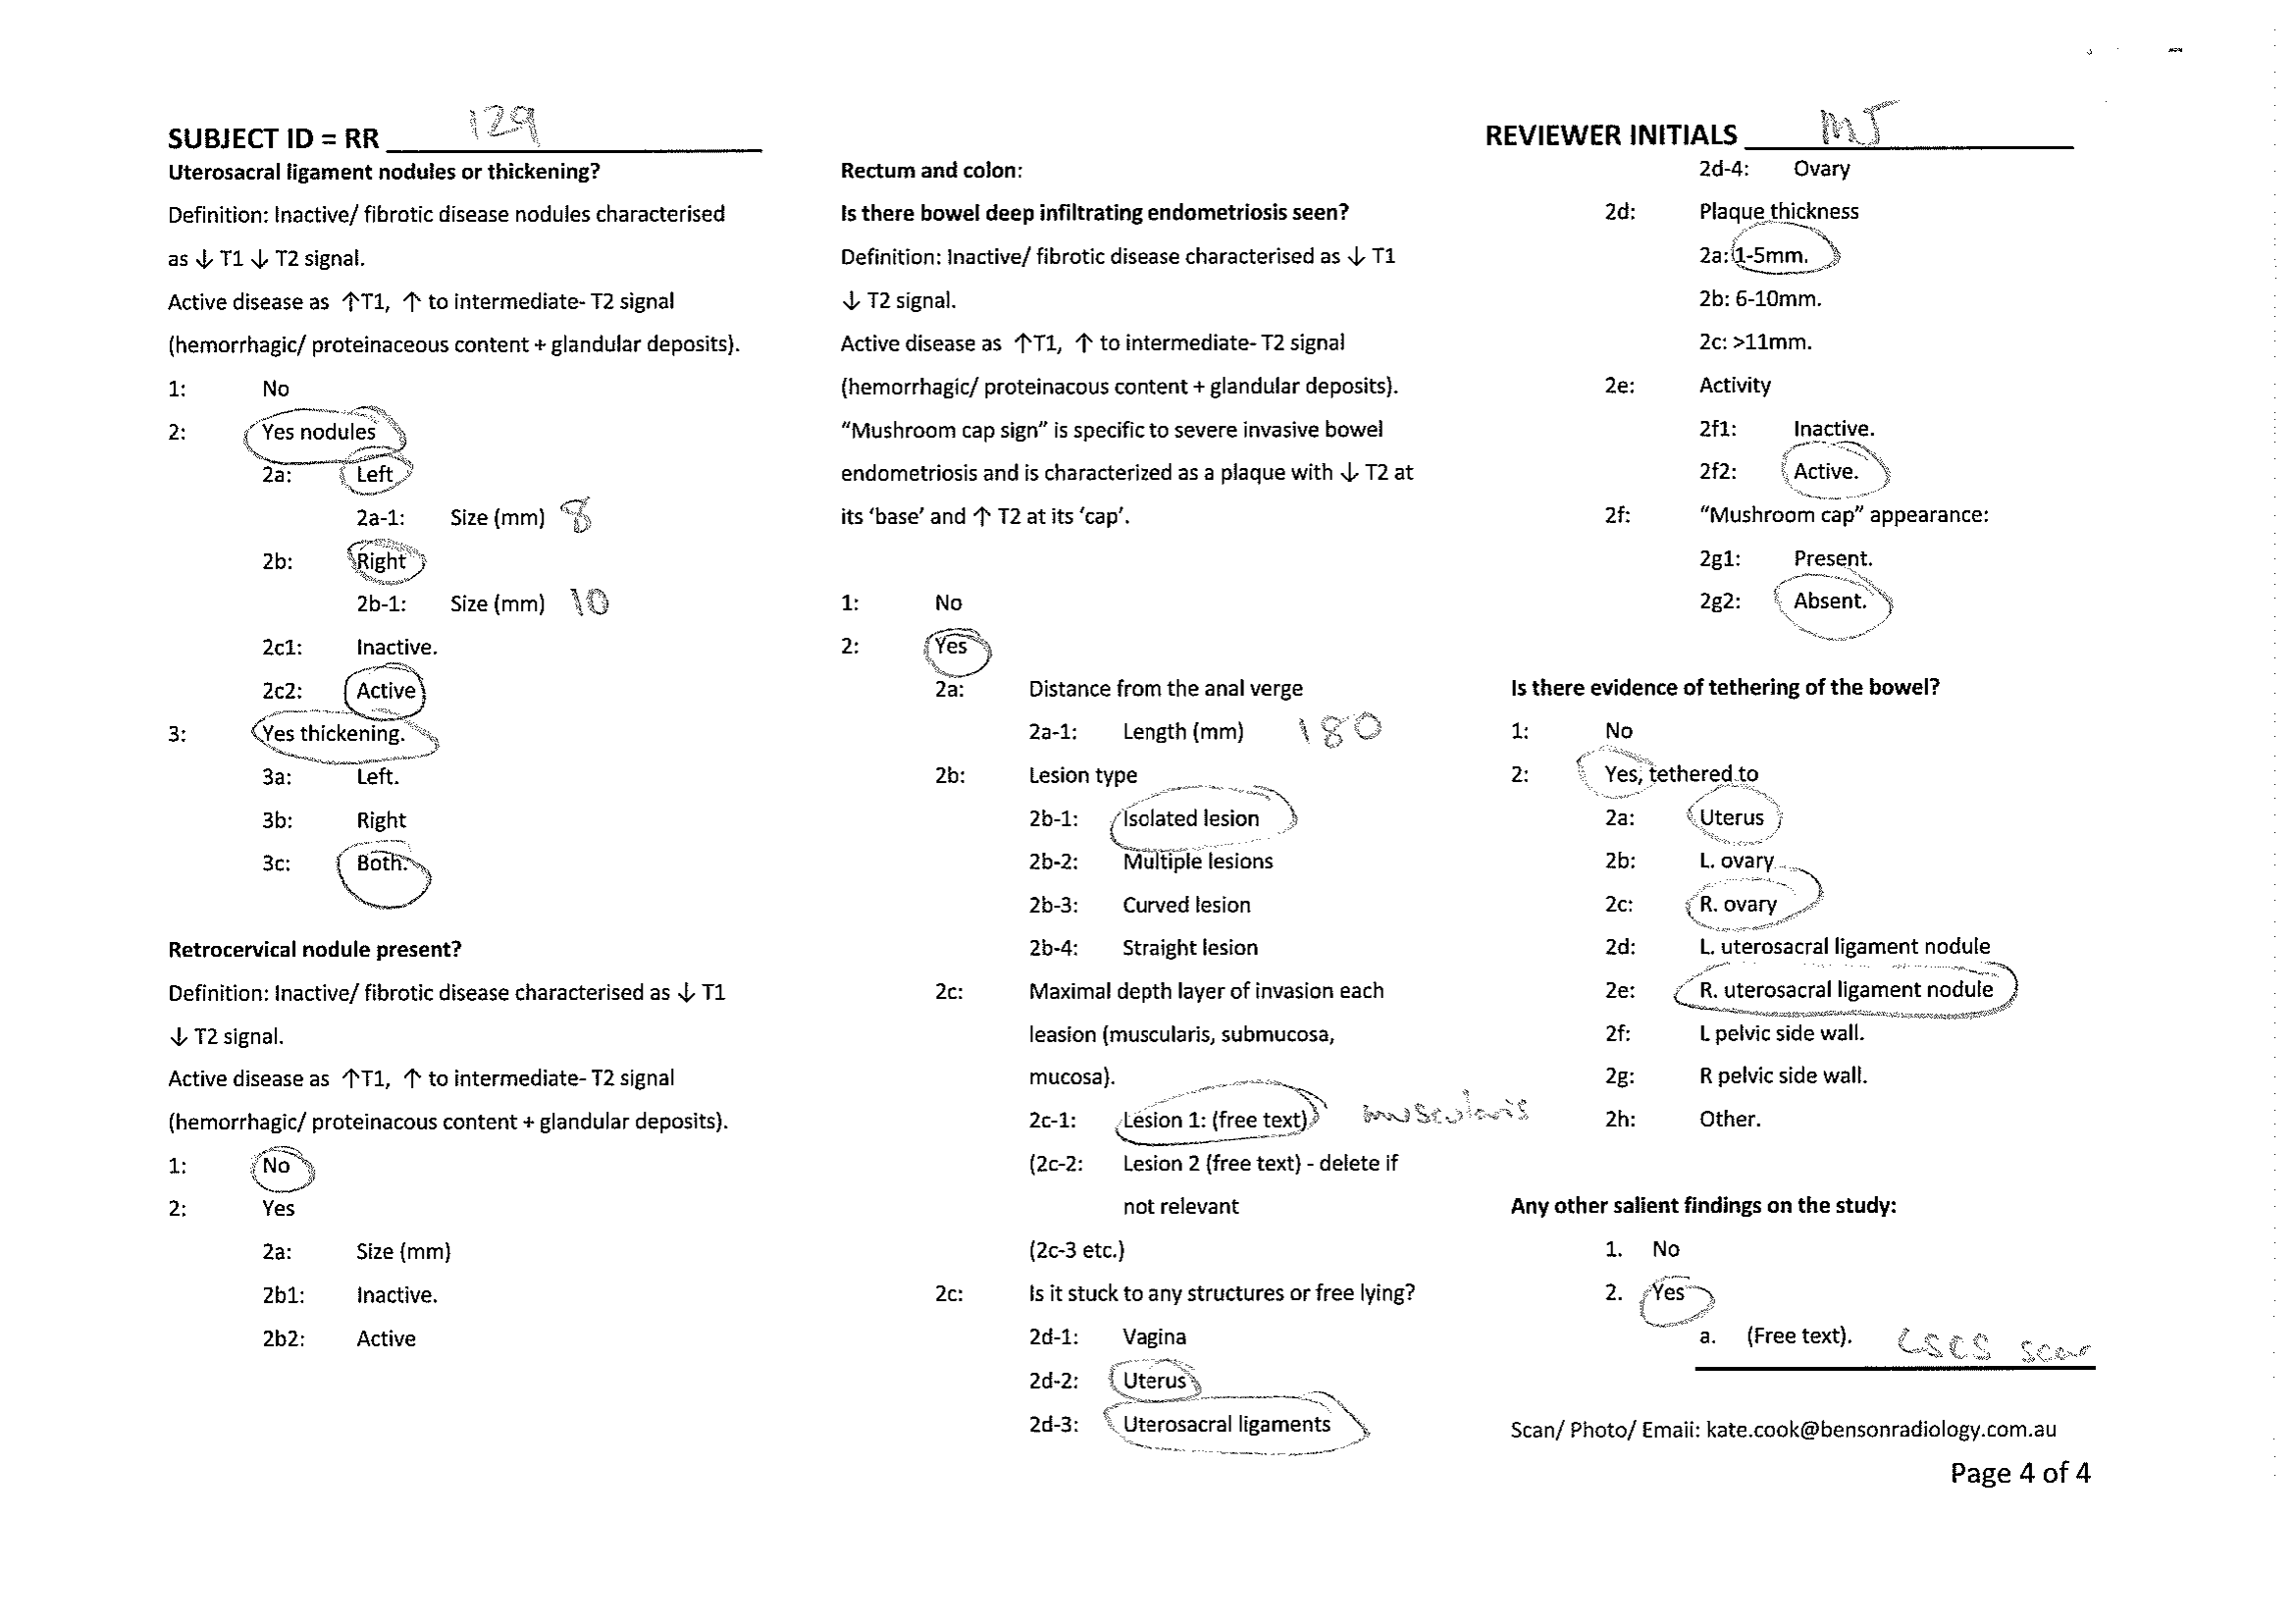 SUBJECT ID = RR 129
Uterosacral ligament nodules or thickening?
Definition: Inactive/ fibrotic disease nodules characterised
as ↓ T1 ↓ T2 signal.
Active disease as ↑T1, ↑ to intermediate- T2 signal
(hemorrhagic/ proteinaceous content + glandular deposits).
1: No
2: Yes nodules
2a: Left
2a-1: Size (mm) 8
2b: Right
2b-1: Size (mm) 10
2c1: Inactive.
2c2: Active
3: Yes thickening.
3a: Left.
3b: Right
3c: Both.
Retrocervical nodule present?
Definition: Inactive/ fibrotic disease characterised as ↓ T1
↓ T2 signal.
Active disease as ↑T1, ↑ to intermediate- T2 signal
(hemorrhagic/ proteinacous content + glandular deposits).
1: No
2: Yes
2a: Size (mm)
2b1: Inactive.
2b2: Active
Rectum and colon:
Is there bowel deep infiltrating endometriosis seen?
Definition: Inactive/ fibrotic disease characterised as ↓ T1
↓ T2 signal.
Active disease as ↑T1, ↑ to intermediate- T2 signal
(hemorrhagic/ proteinacous content + glandular deposits).
“Mushroom cap sign” is specific to severe invasive bowel
endometriosis and is characterized as a plaque with ↓ T2 at
its ‘base’ and ↑ T2 at its ‘cap’.
1: No
2: Yes
2a: Distance from the anal verge
2a-1: Length (mm) 180
2b: Lesion type
2b-1: Isolated lesion
2b-2: Multiple lesions
2b-3: Curved lesion
2b-4: Straight lesion
2c: Maximal depth layer of invasion each
leasion (muscularis, submucosa,
mucosa).
2c-1: Lesion 1: (free text) muscularis
(2c-2: Lesion 2 (free text) - delete if
not relevant
(2c-3 etc.)
2c: Is it stuck to any structures or free lying?
2d-1: Vagina
2d-2: Uterus
2d-3: Uterosacral ligaments
REVIEWER INITIALS MJ
2d-4: Ovary
2d: Plaque thickness
2a: 1-5mm.
2b: 6-10mm.
2c: >11mm.
2e: Activity
2f1: Inactive.
2f2: Active.
2f: “Mushroom cap” appearance:
2g1: Present.
2g2: Absent.
Is there evidence of tethering of the bowel?
1: No
2: Yes, tethered to
2a: Uterus
2b: L. ovary
2c: R. ovary
2d: L. uterosacral ligament nodule
2e: R. uterosacral ligament nodule
2f: L pelvic side wall.
2g: R pelvic side wall.
2h: Other.
Any other salient findings on the study:
1. No
2. Yes
a. (Free text). LSCS scar
Scan/ Photo/ Email: kate.cook@bensonradiology.com.au
Page 4 of 4